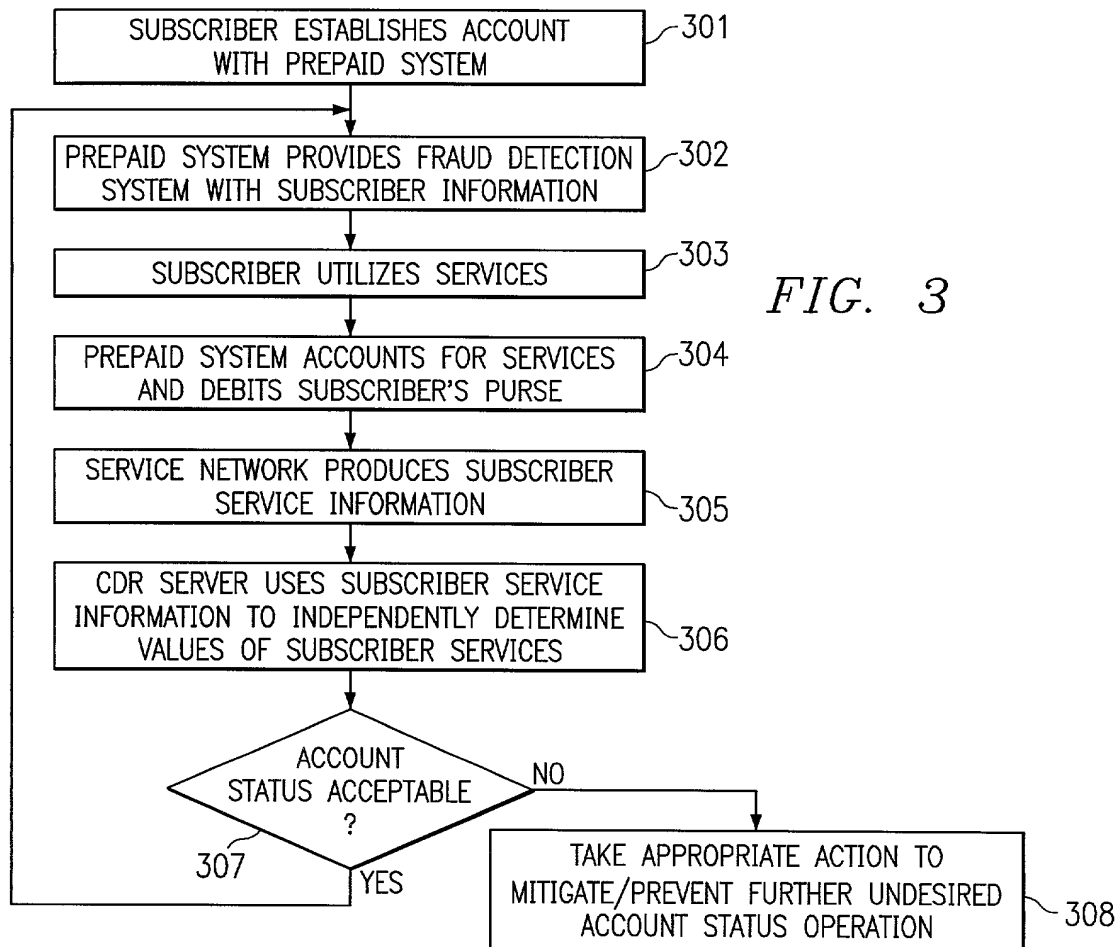 SUBSCRIBER ESTABLISHES ACCOUNT
WITH PREPAID SYSTEM
301
PREPAID SYSTEM PROVIDES FRAUD DETECTION
SYSTEM WITH SUBSCRIBER INFORMATION
302
SUBSCRIBER UTILIZES SERVICES
303
FIG. 3
PREPAID SYSTEM ACCOUNTS FOR SERVICES
AND DEBITS SUBSCRIBER'S PURSE
304
SERVICE NETWORK PRODUCES SUBSCRIBER
SERVICE INFORMATION
305
CDR SERVER USES SUBSCRIBER SERVICE
INFORMATION TO INDEPENDENTLY DETERMINE
VALUES OF SUBSCRIBER SERVICES
306
ACCOUNT
STATUS ACCEPTABLE
?
307
NO
YES
TAKE APPROPRIATE ACTION TO
MITIGATE/PREVENT FURTHER UNDESIRED
ACCOUNT STATUS OPERATION
308